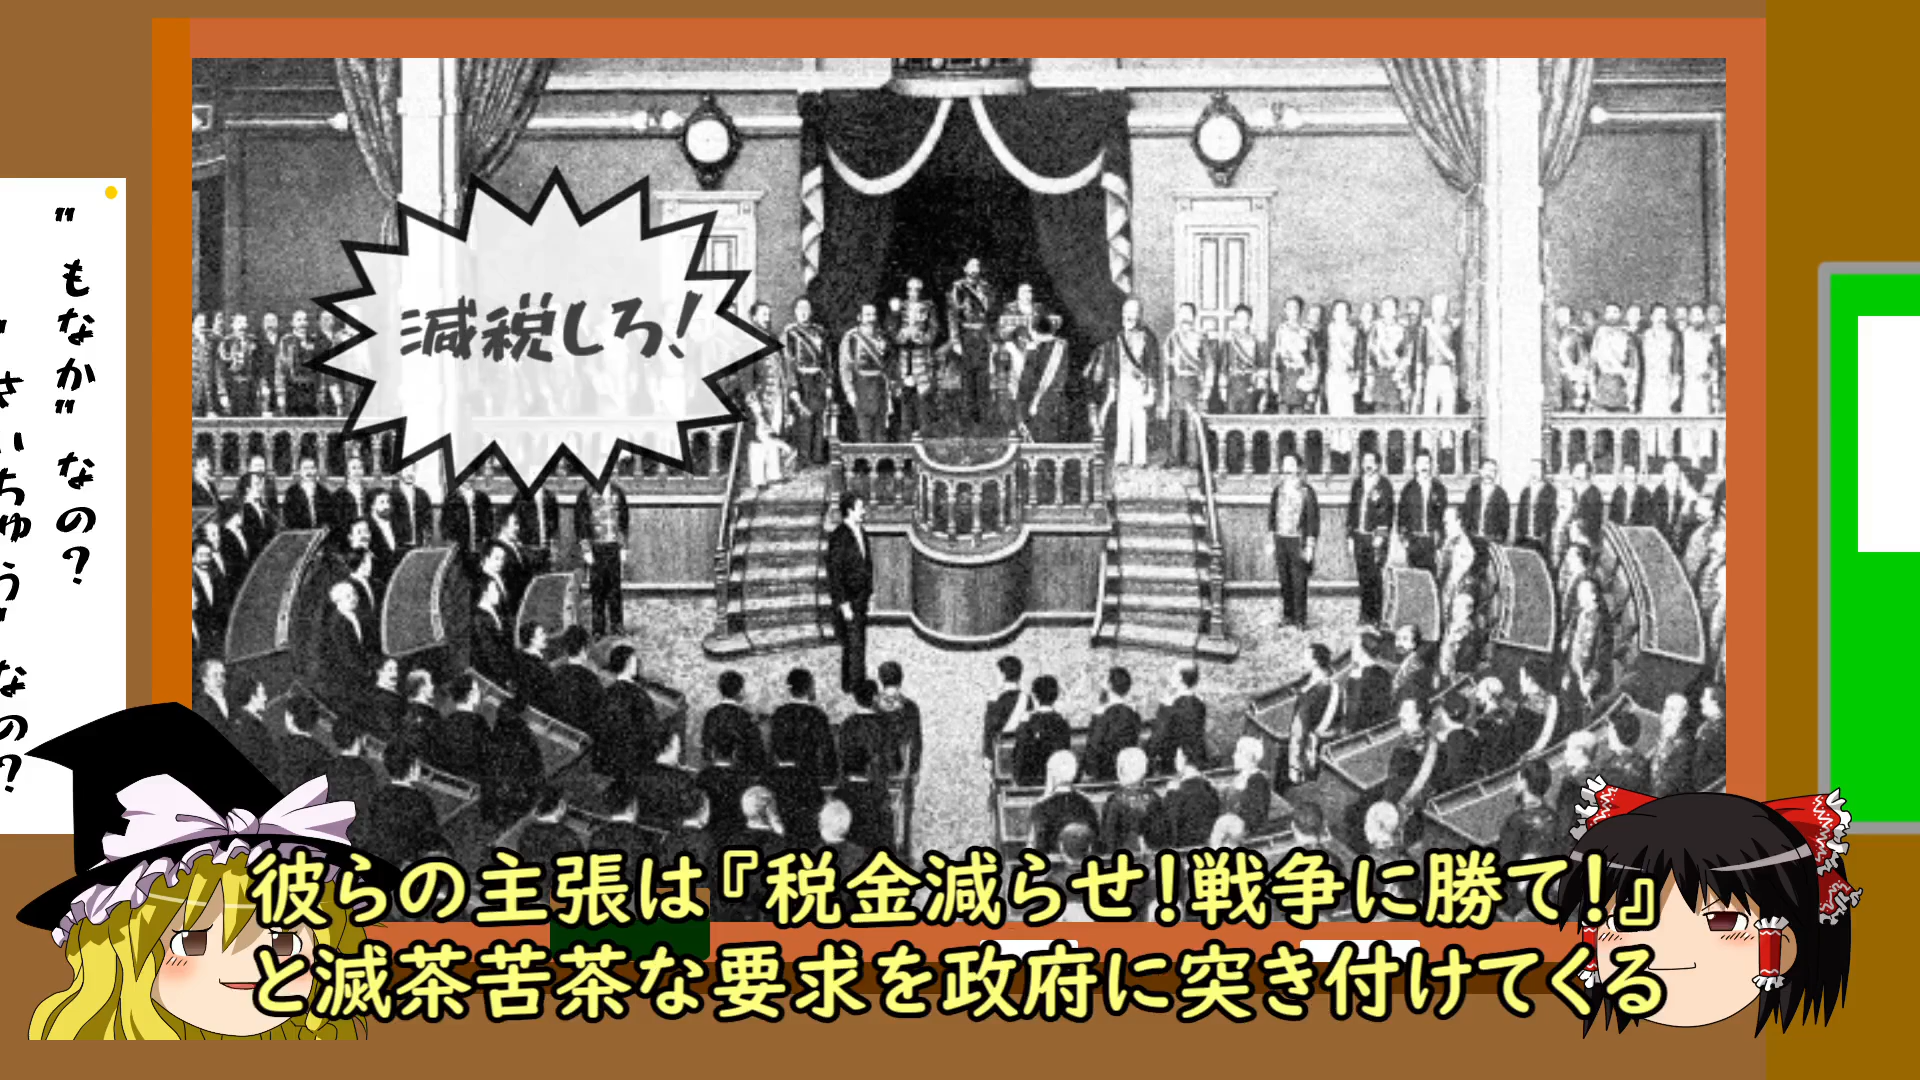 "もなか"なの?
"さいちゅう"なの?
減税しろ!
彼らの主張は『税金減らせ!戦争に勝て!』
と滅茶苦茶な要求を政府に突き付けてくる